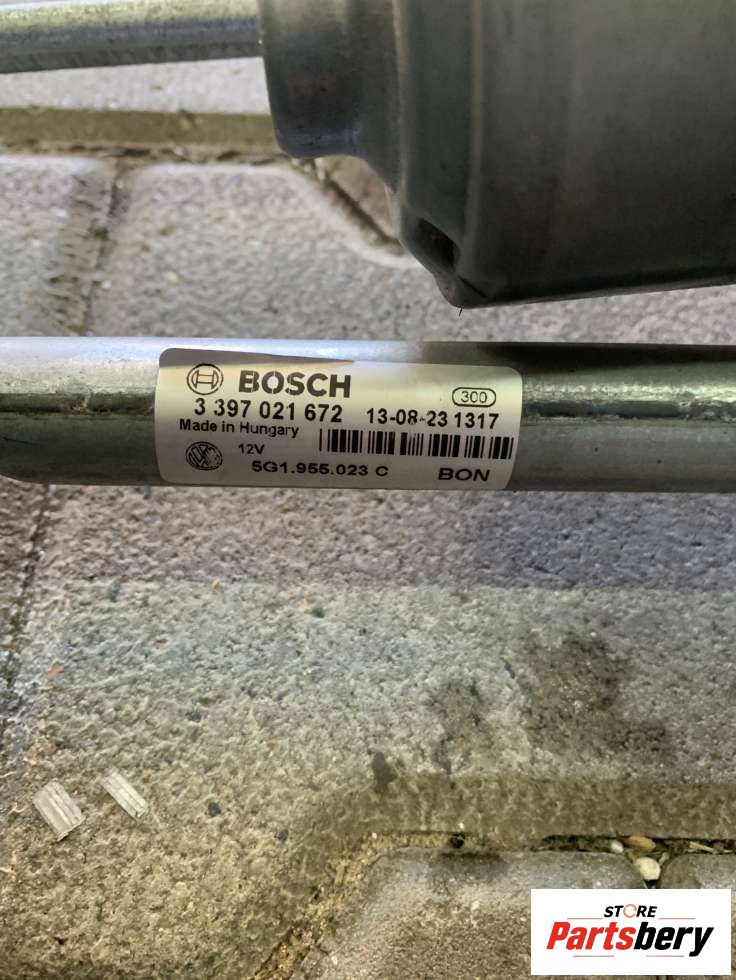 BOSCH
300
3 397 021 672 13-08-23 1317
Made in Hungary
12V
5G1.955.023 C BON
STORE
Partsbery